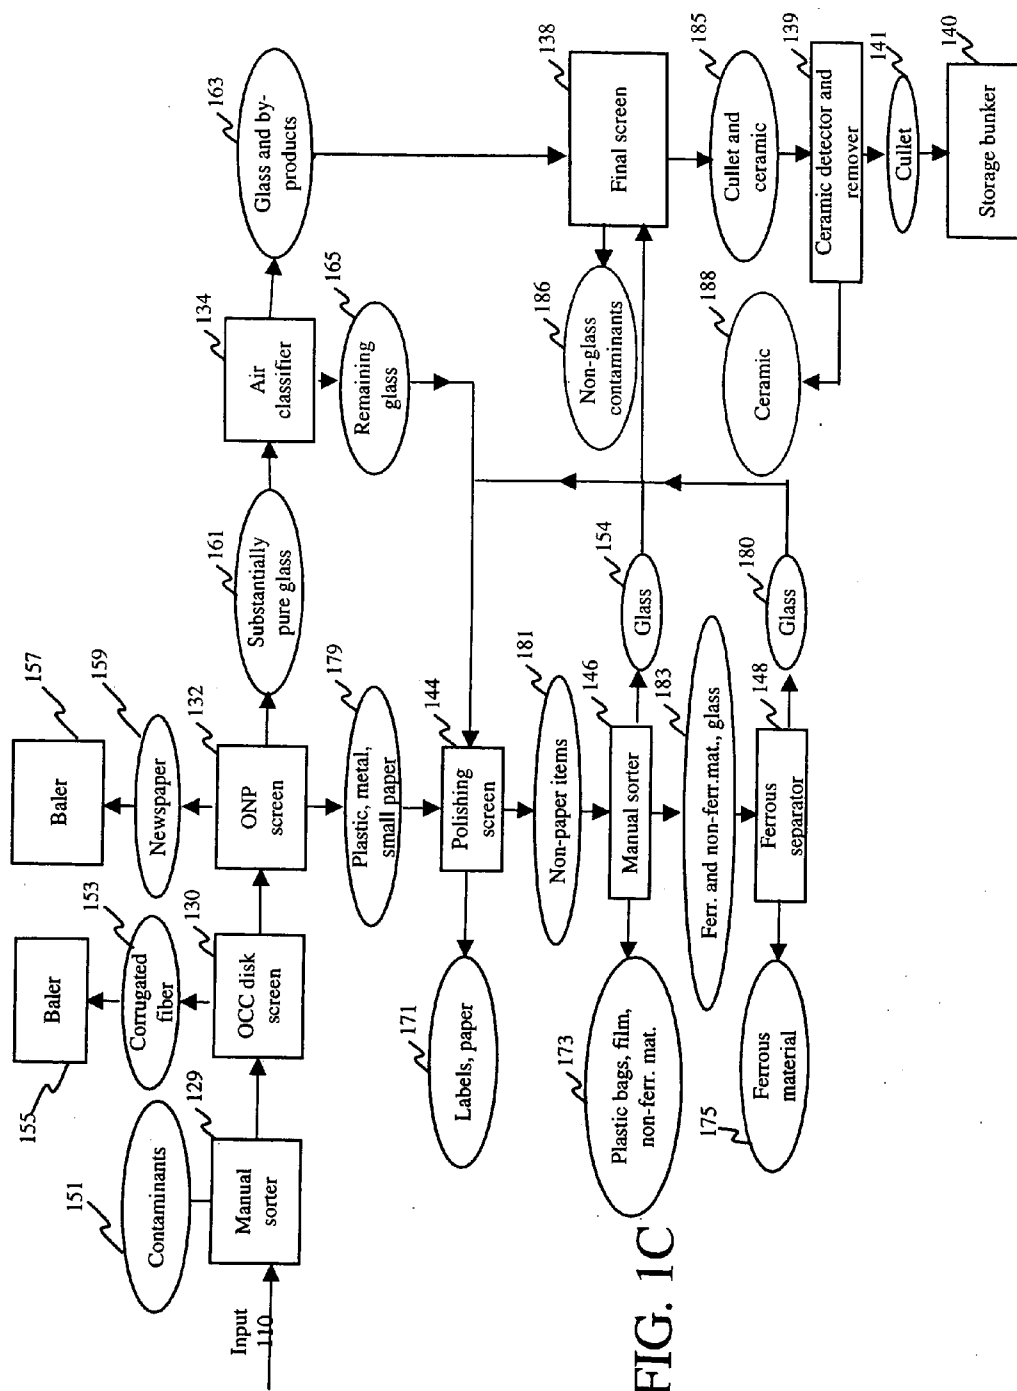 Input
110
151
Contaminants
129
Manual
sorter
155
Baler
153
Corrugated
fiber
130
OCC disk
screen
157
Baler
159
Newspaper
132
ONP
screen
161
Substantially
pure glass
134
Air
classifier
163
Glass and by-
products
165
Remaining
glass
179
Plastic, metal,
small paper
144
Polishing
screen
171
Labels, paper
181
Non-paper items
146
Manual sorter
173
Plastic bags, film,
non-ferr. mat.
154
Glass
183
Ferr. and non-ferr.mat., glass
148
Ferrous
separator
175
Ferrous
material
180
Glass
138
Final screen
186
Non-glass
contaminants
185
Cullet and
ceramic
139
Ceramic detector and
remover
188
Ceramic
141
Cullet
140
Storage bunker
FIG. 1C